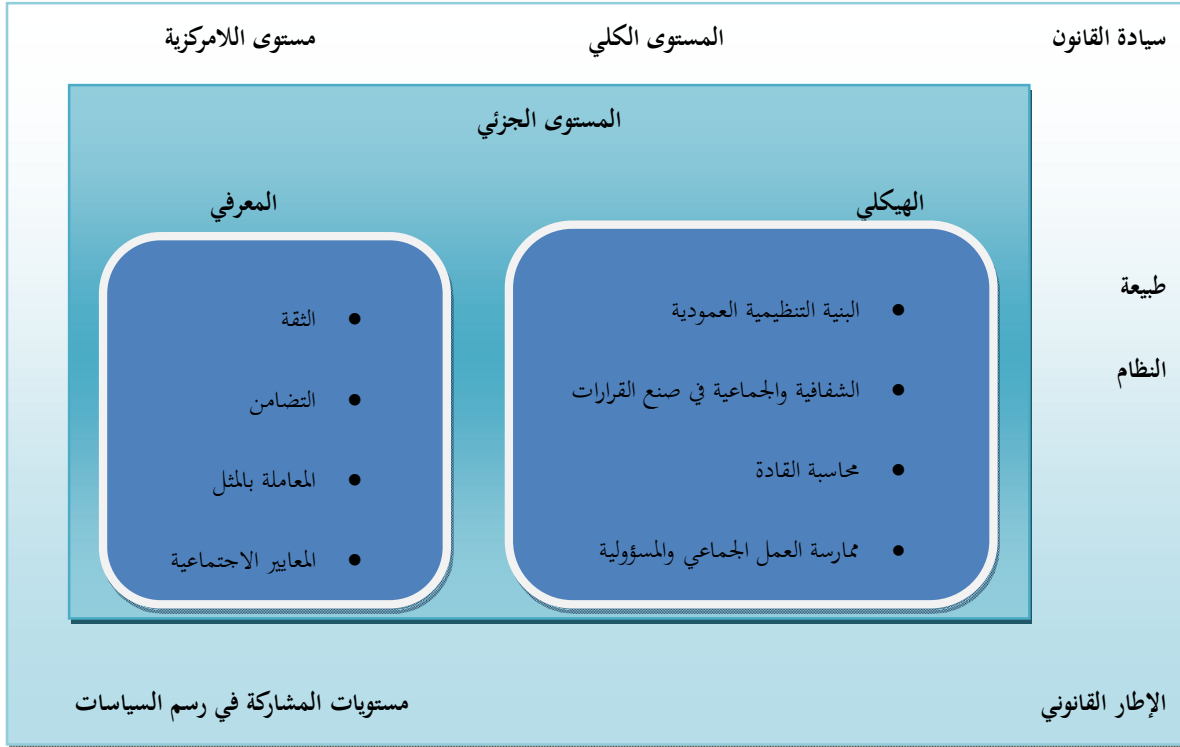 سيادة القانون
المستوى الكلي
مستوى اللامركزية
المستوى الجزئي
الهيكلي
المعرفي
• البنية التنظيمية العمودية
• الشفافية والجماعية في صنع القرارات
• محاسبة القادة
• ممارسة العمل الجماعي والمسؤولية
• الثقة
• التضامن
• المعاملة بالمثل
• المعايير الاجتماعية
طبيعة
النظام
الإطار القانوني
مستويات المشاركة في رسم السياسات